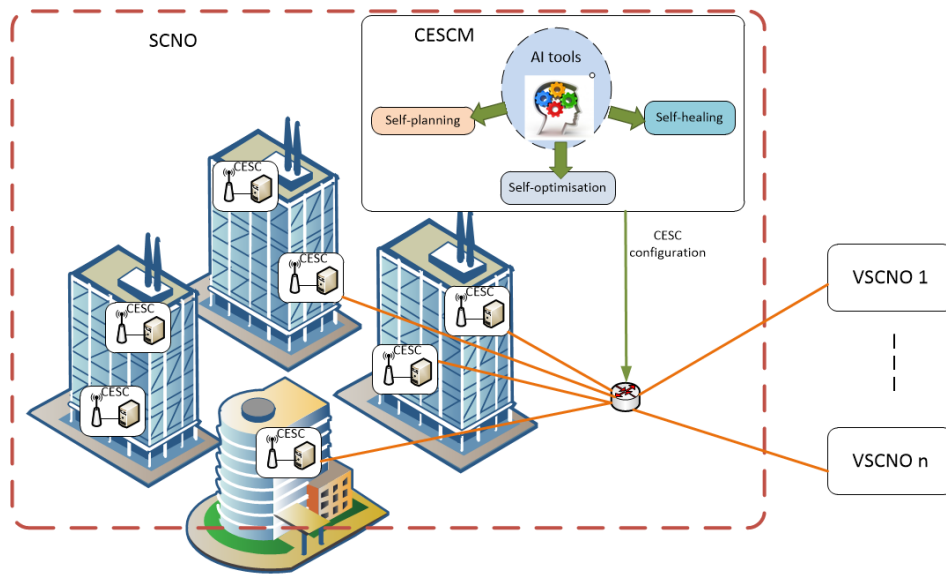 SCNO
CESCM
AI tools
Self-planning
Self-healing
Self-optimisation
CESC
CESC
configuration
CESC
VSCNO 1
CESC
CESC
CESC
CESC
CESC
VSCNO n